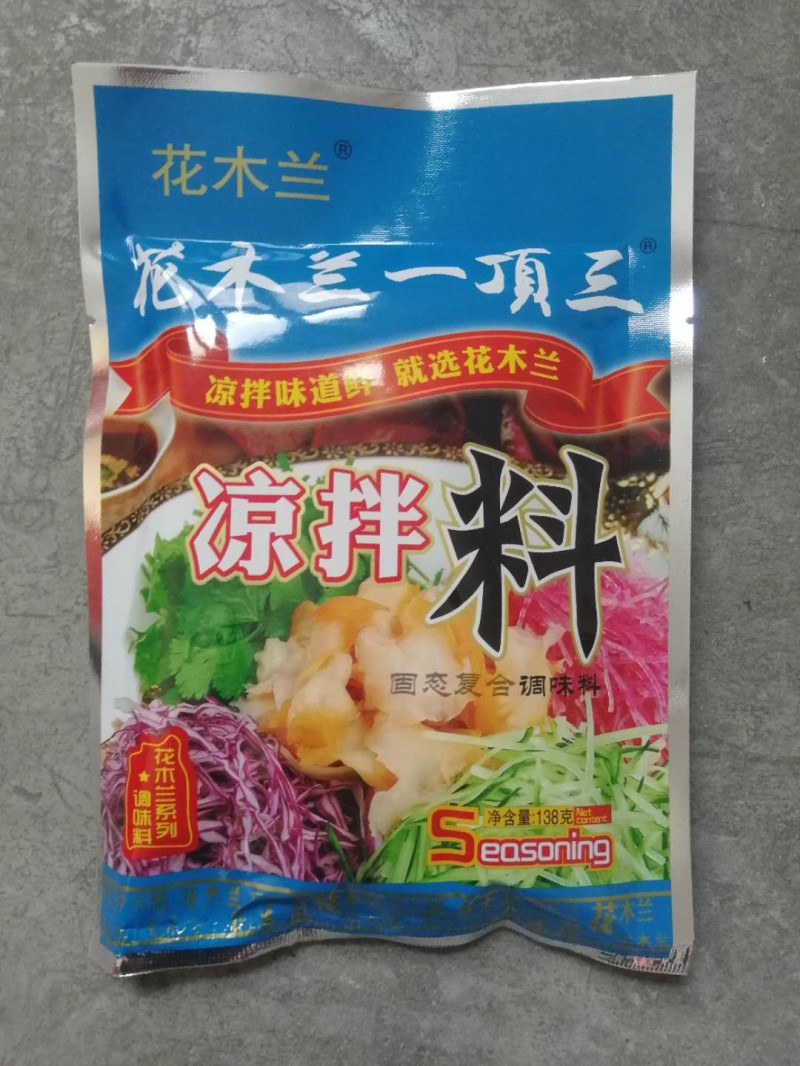 花木兰®
花木兰一頂三®
凉拌味道鲜 就选花木兰
凉拌料
固态复合调味料
花木兰系列
★调味料
净含量:138克 Net content
Seasoning
花木兰